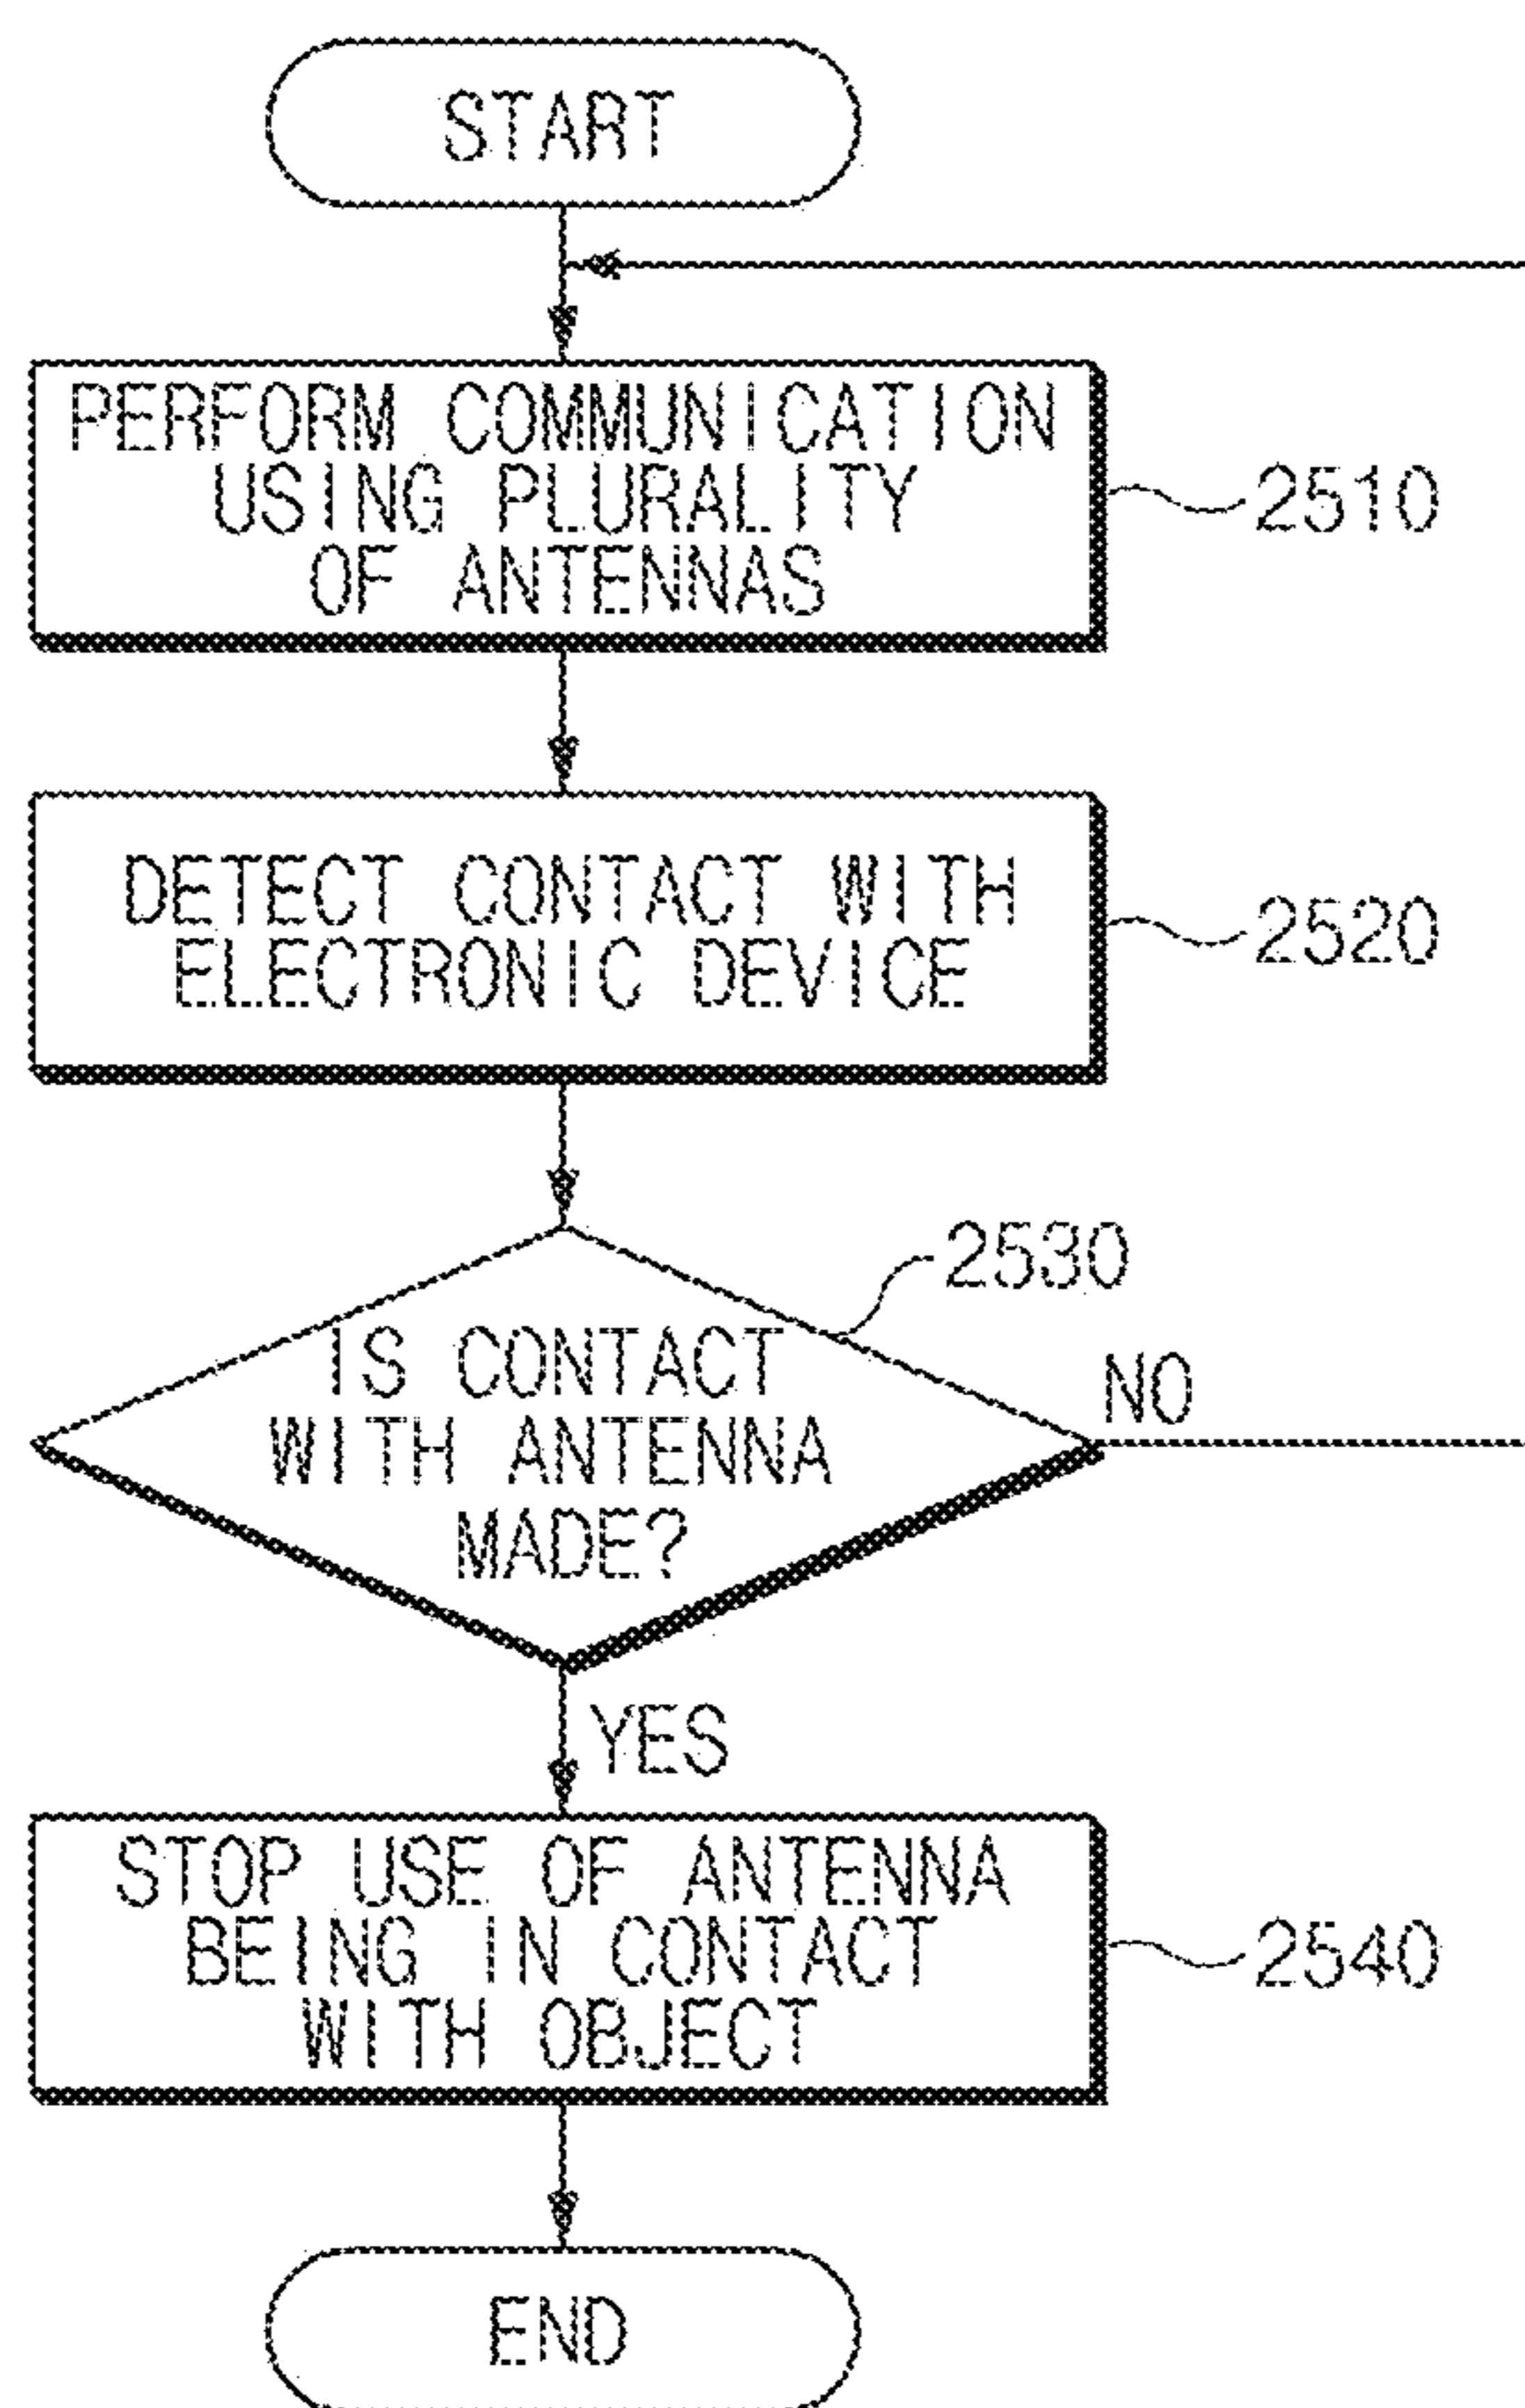 START
PERFORM COMMUNICATION
USING PLURALITY
OF ANTENNAS
2510
DETECT CONTACT WITH
ELECTRONIC DEVICE
2520
2530
IS CONTACT
WITH ANTENNA
MADE?
NO
YES
STOP USE OF ANTENNA
BEING IN CONTACT
WITH OBJECT
2540
END